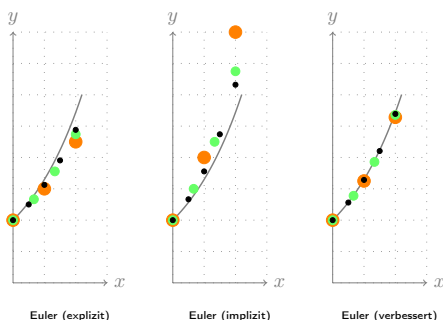 y y y
x x x
Euler (explizit) Euler (implizit) Euler (verbessert)